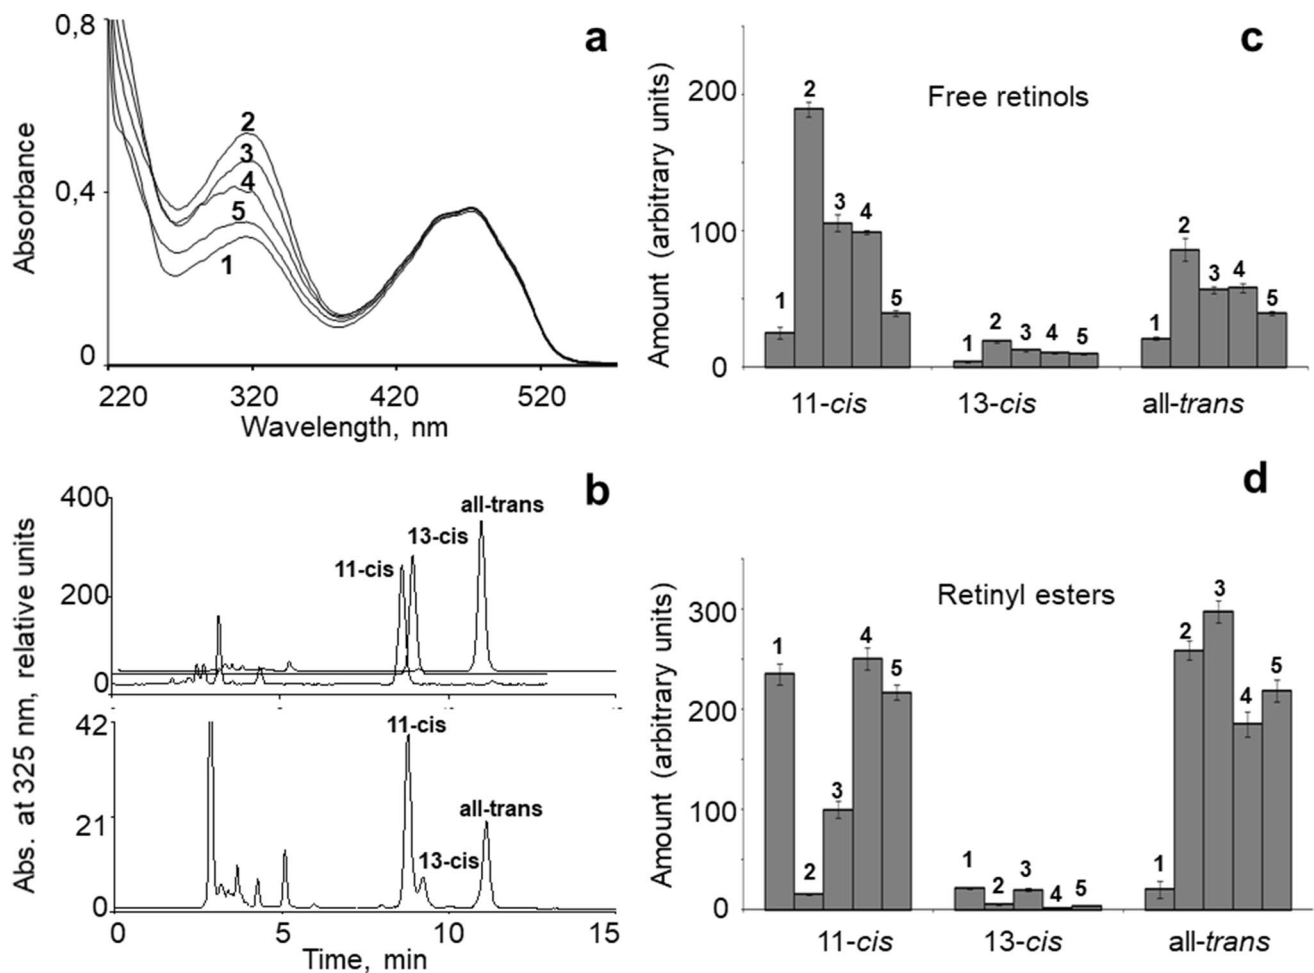 a
0,8
0,4
0
Absorbance
2
3
4
5
1
220 320 420 520
Wavelength, nm
c
Free retinols
Amount (arbitrary units)
200
100
0
1 2 3 4 5
1 2 3 4 5
1 2 3 4 5
11-cis 13-cis all-trans
b
400
200
0
11-cis 13-cis all-trans
Abs. at 325 nm, relative units
42
21
0
11-cis
13-cis
all-trans
0 5 10 15
Time, min
d
Retinyl esters
Amount (arbitrary units)
300
200
100
0
1 2 3 4 5
1 2 3 4 5
1 2 3 4 5
11-cis 13-cis all-trans